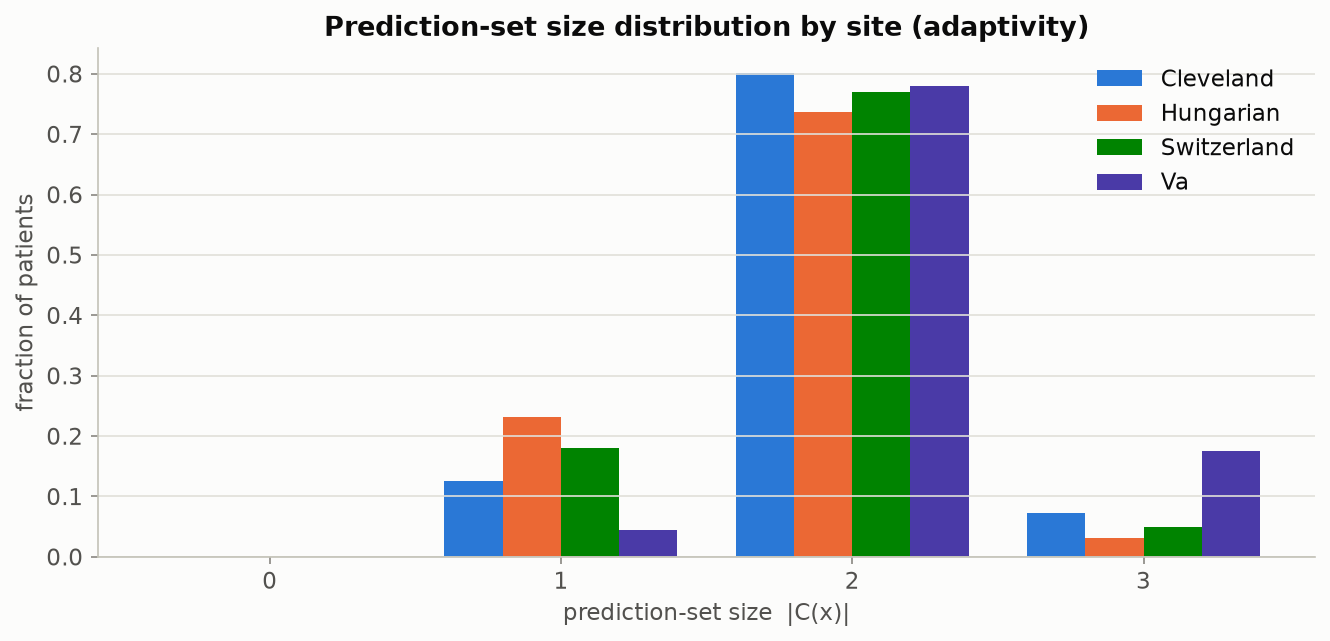 Prediction-set size distribution by site (adaptivity)
Cleveland
Hungarian
Switzerland
Va
fraction of patients
0.8
0.7
0.6
0.5
0.4
0.3
0.2
0.1
0.0
0 1 2 3
prediction-set size |C(x)|